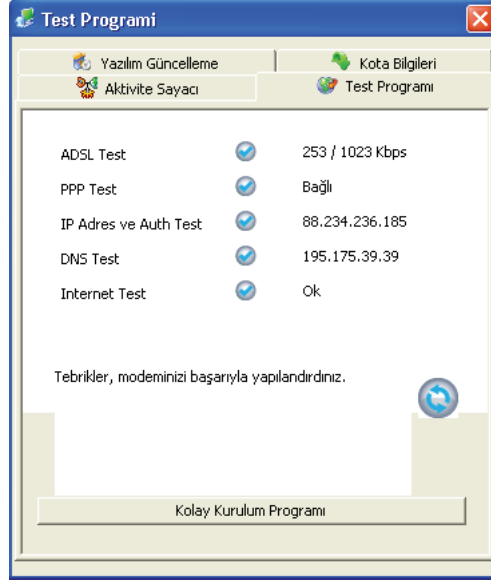 Test Programi
Yazılım Güncelleme
Kota Bilgileri
Aktivite Sayacı
Test Programı
ADSL Test 253 / 1023 Kbps
PPP Test Bağlı
IP Adres ve Auth Test 88.234.236.185
DNS Test 195.175.39.39
Internet Test Ok
Tebrikler, modeminizi başarıyla yapılandırdınız.
Kolay Kurulum Programı